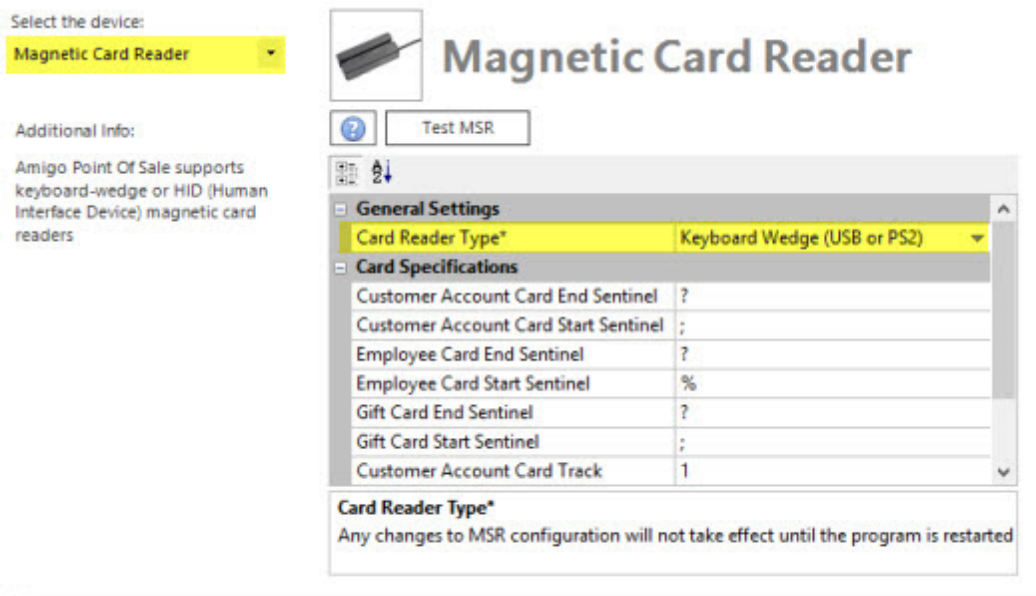 Select the device:
Magnetic Card Reader
Additional Info:
Amigo Point Of Sale supports
keyboard-wedge or HID (Human
Interface Device) magnetic card
readers
Magnetic Card Reader
? Test MSR
A
Z
General Settings
Card Reader Type* Keyboard Wedge (USB or PS2)
Card Specifications
Customer Account Card End Sentinel ?
Customer Account Card Start Sentinel ;
Employee Card End Sentinel ?
Employee Card Start Sentinel %
Gift Card End Sentinel ?
Gift Card Start Sentinel ;
Customer Account Card Track 1
Card Reader Type*
Any changes to MSR configuration will not take effect until the program is restarted